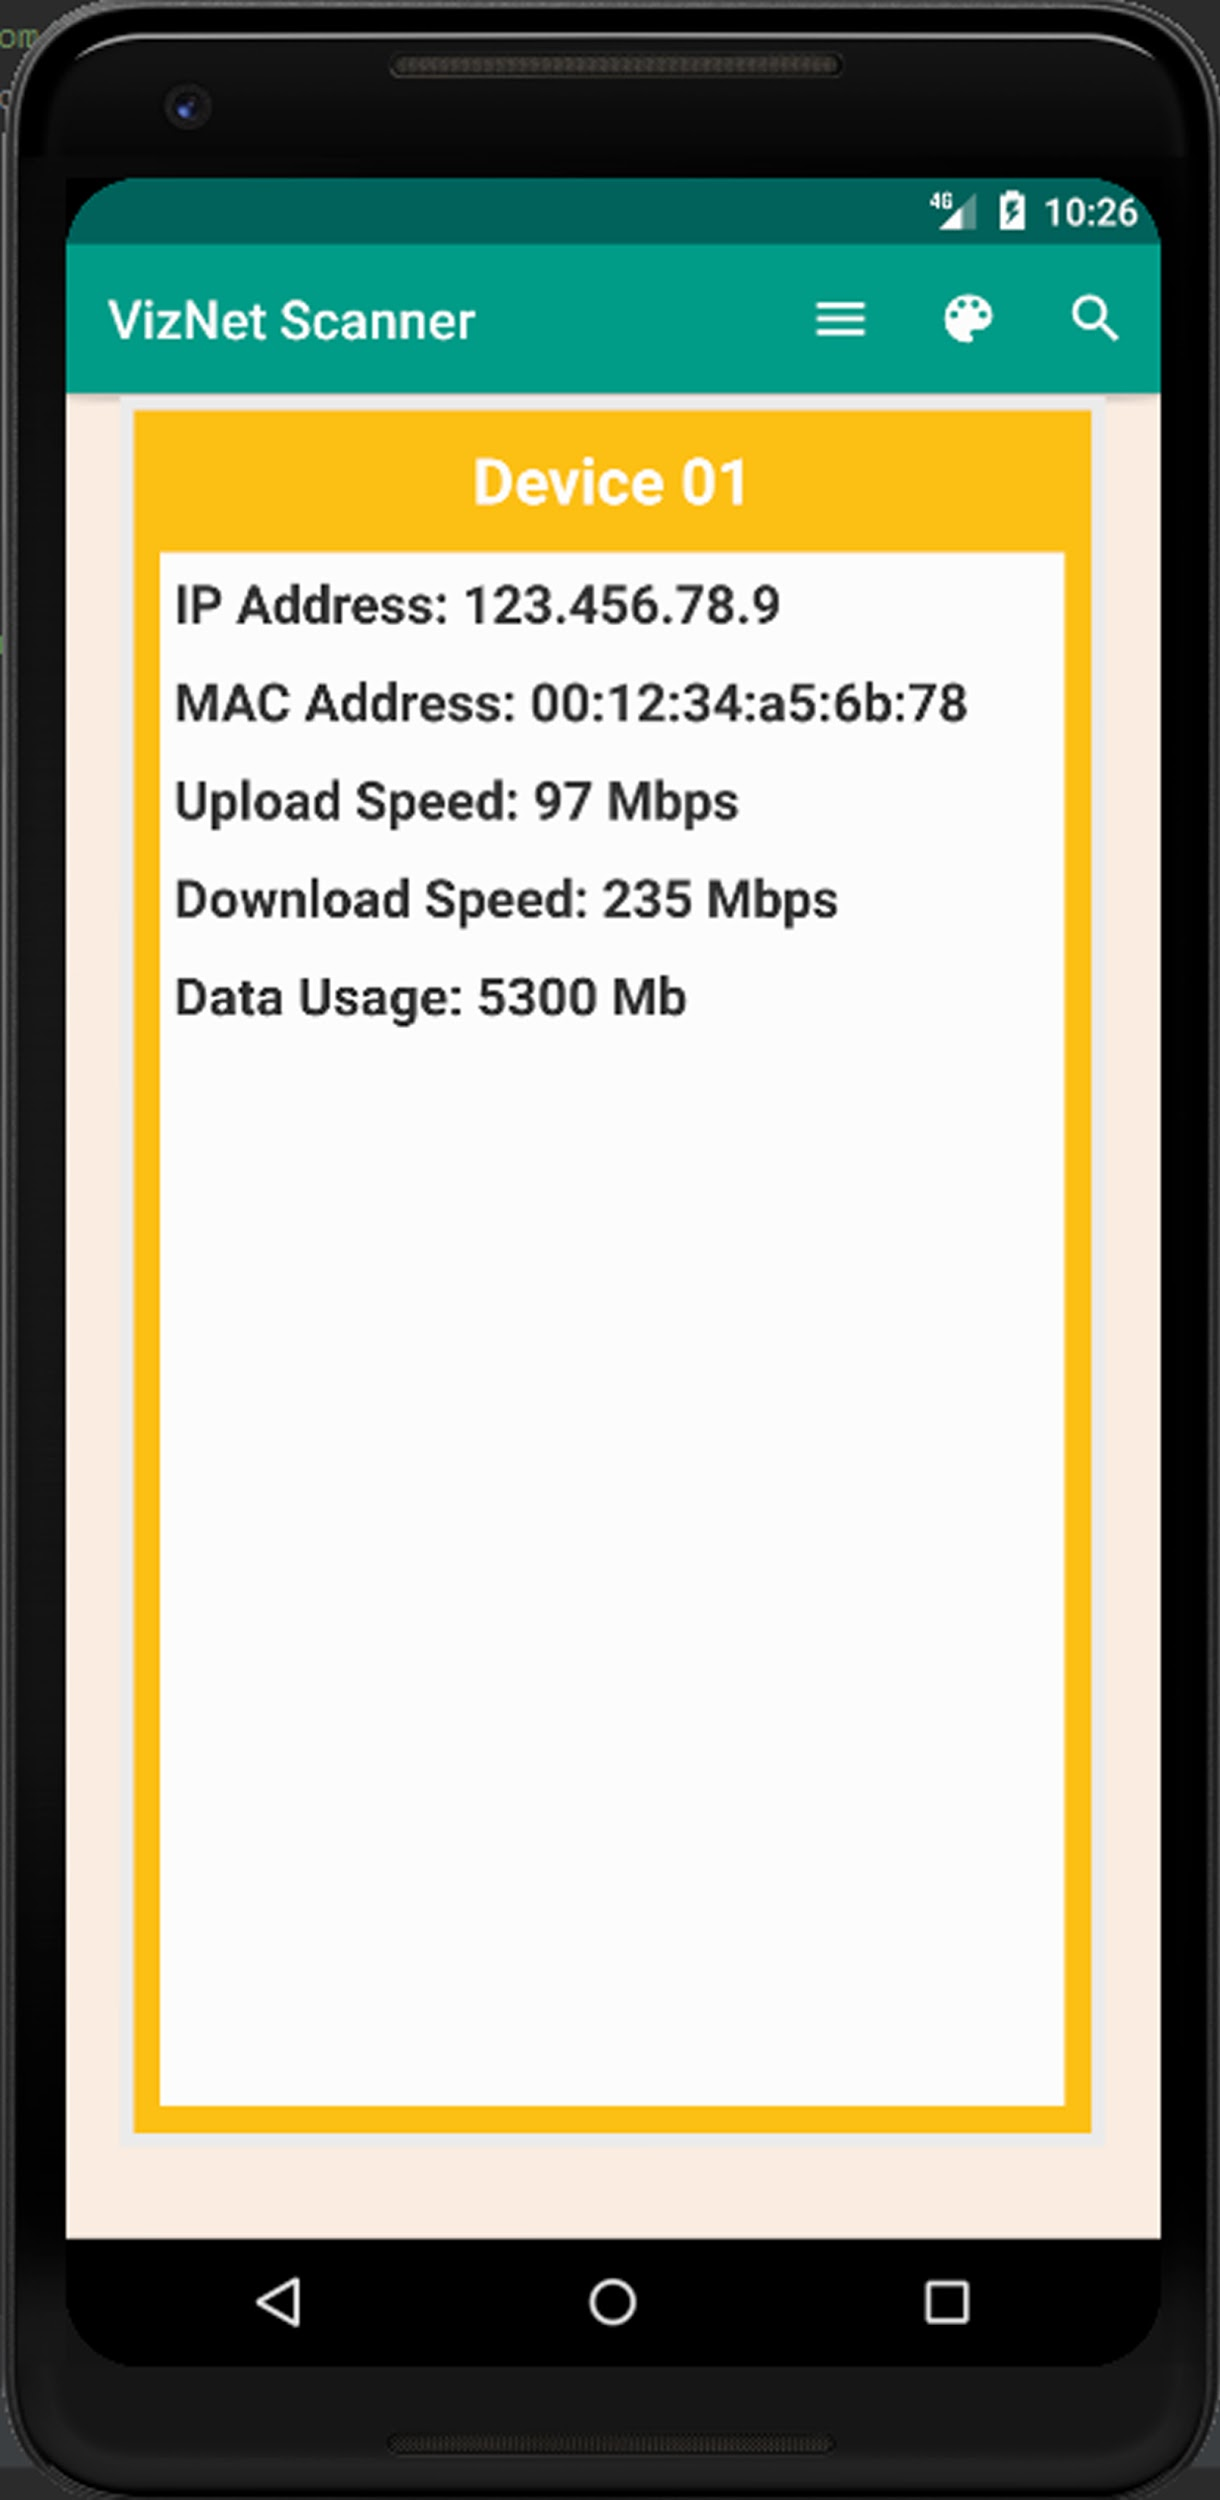 om
4G 10:26
VizNet Scanner
Device 01
IP Address: 123.456.78.9
MAC Address: 00:12:34:a5:6b:78
Upload Speed: 97 Mbps
Download Speed: 235 Mbps
Data Usage: 5300 Mb